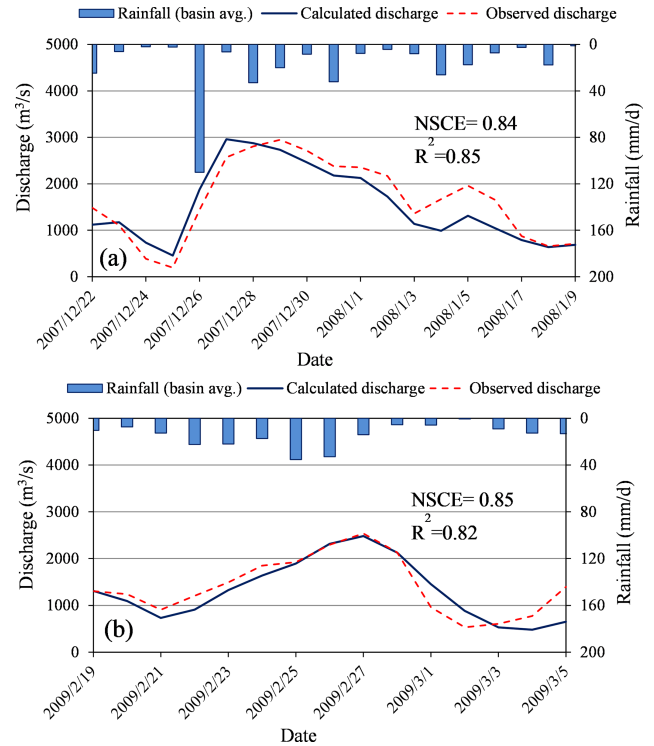 Rainfall (basin avg.) Calculated discharge Observed discharge
5000 0
4000 40
3000 80
2000 120
1000 160
0 200
Discharge (m3/s)
Rainfall (mm/d)
NSCE= 0.84
R2=0.85
(a)
2007/12/22 2007/12/24 2007/12/26 2007/12/28 2007/12/30 2008/1/1 2008/1/3 2008/1/5 2008/1/7 2008/1/9
Date
Rainfall (basin avg.) Calculated discharge Observed discharge
5000 0
4000 40
3000 80
2000 120
1000 160
0 200
Discharge (m3/s)
Rainfall (mm/d)
NSCE= 0.85
R2=0.82
(b)
2009/2/19 2009/2/21 2009/2/23 2009/2/25 2009/2/27 2009/3/1 2009/3/3 2009/3/5
Date